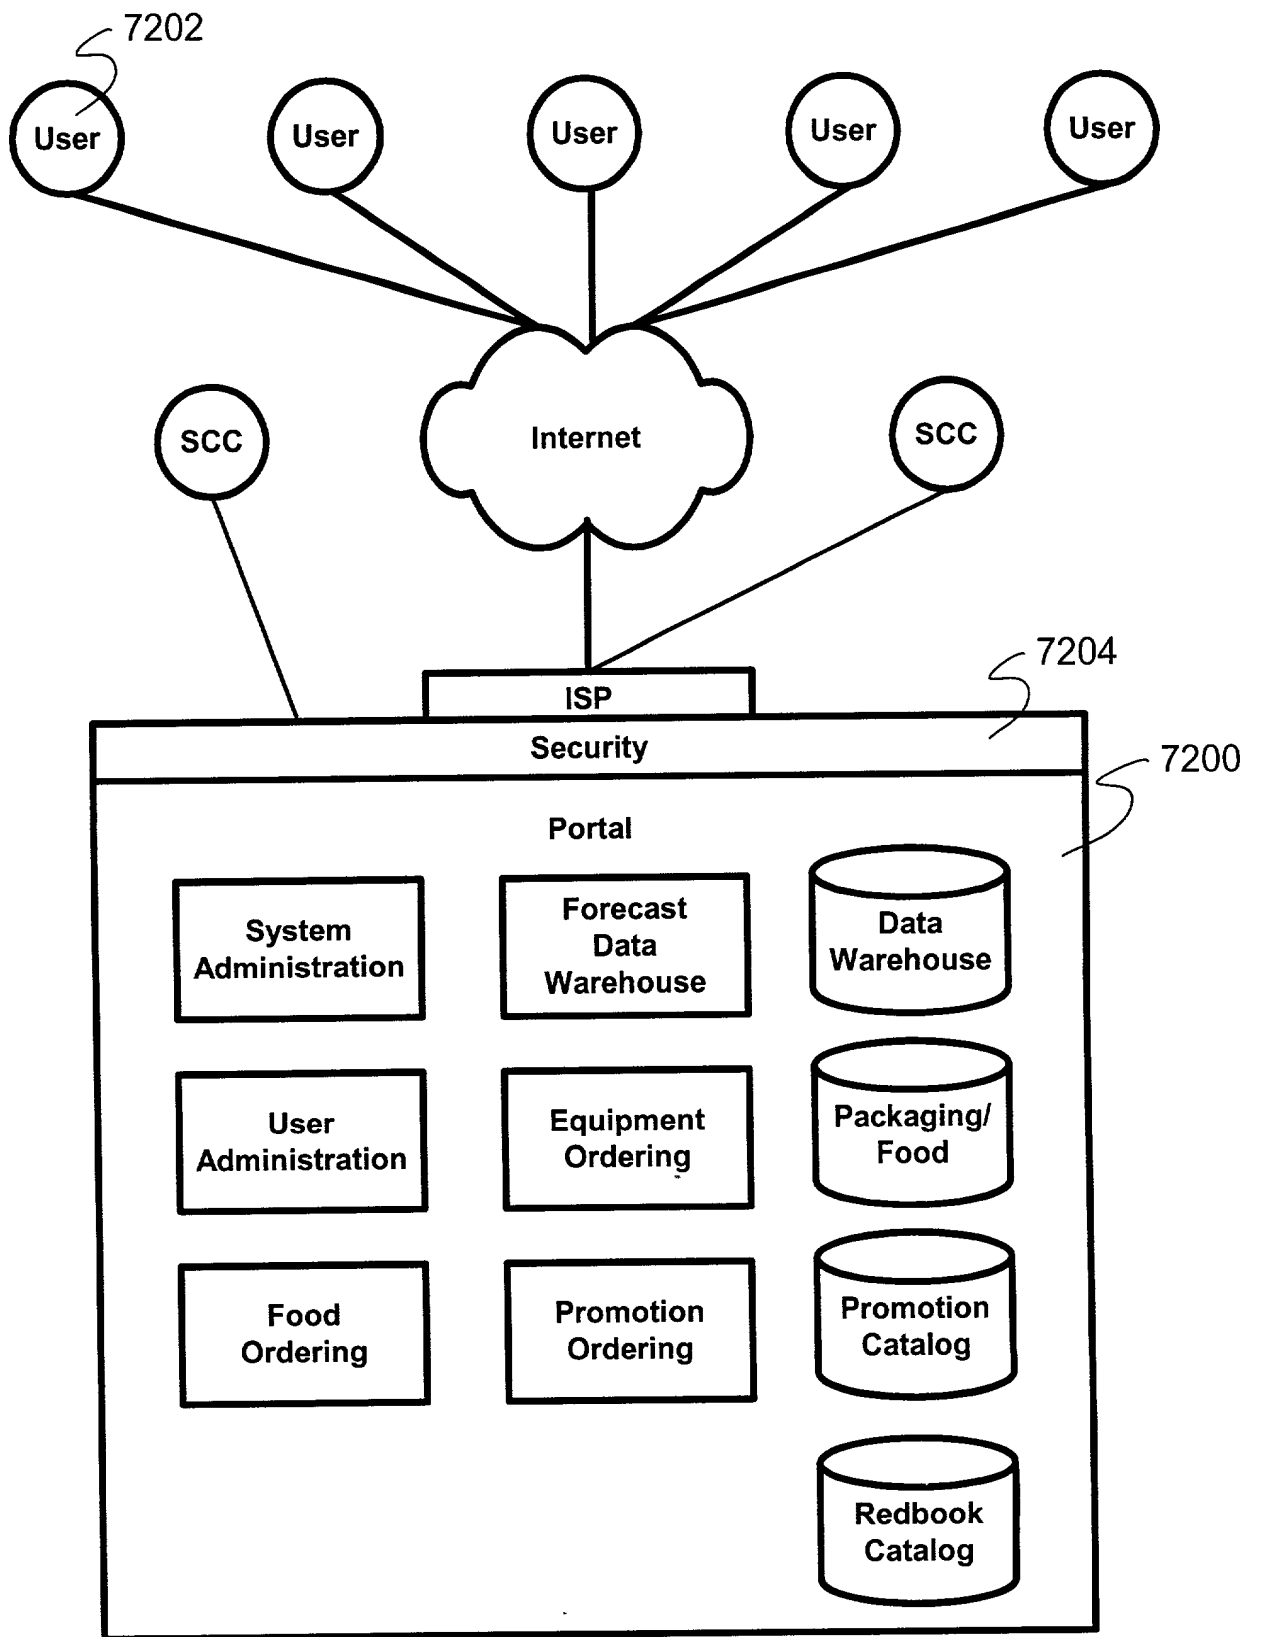 7202
User
User
User
User
User
SCC
Internet
SCC
7204
ISP
Security
7200
Portal
System
Administration
Forecast
Data
Warehouse
Data
Warehouse
User
Administration
Equipment
Ordering
Packaging/
Food
Food
Ordering
Promotion
Ordering
Promotion
Catalog
Redbook
Catalog